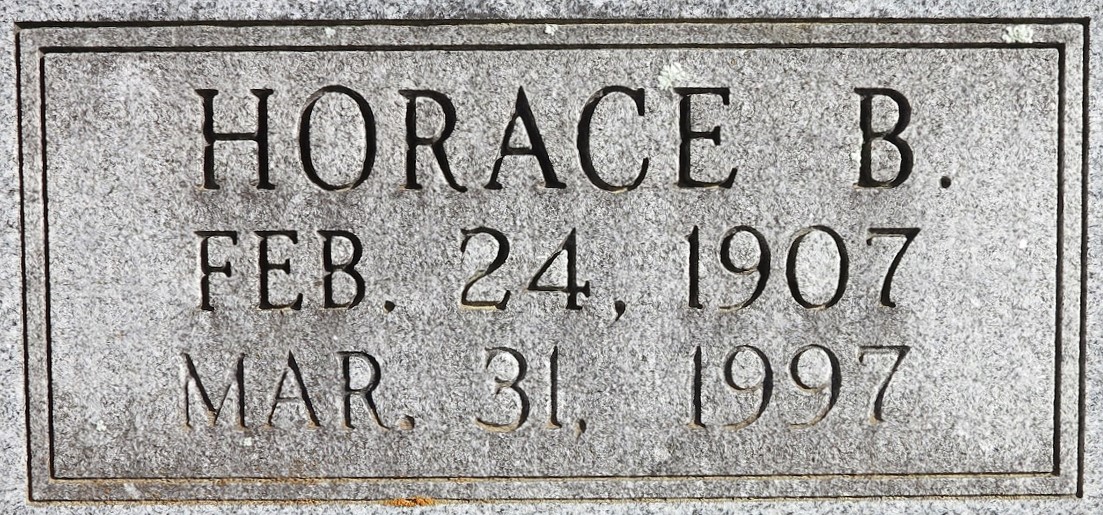 HORACE B.
FEB. 24, 1907
MAR. 31, 1997